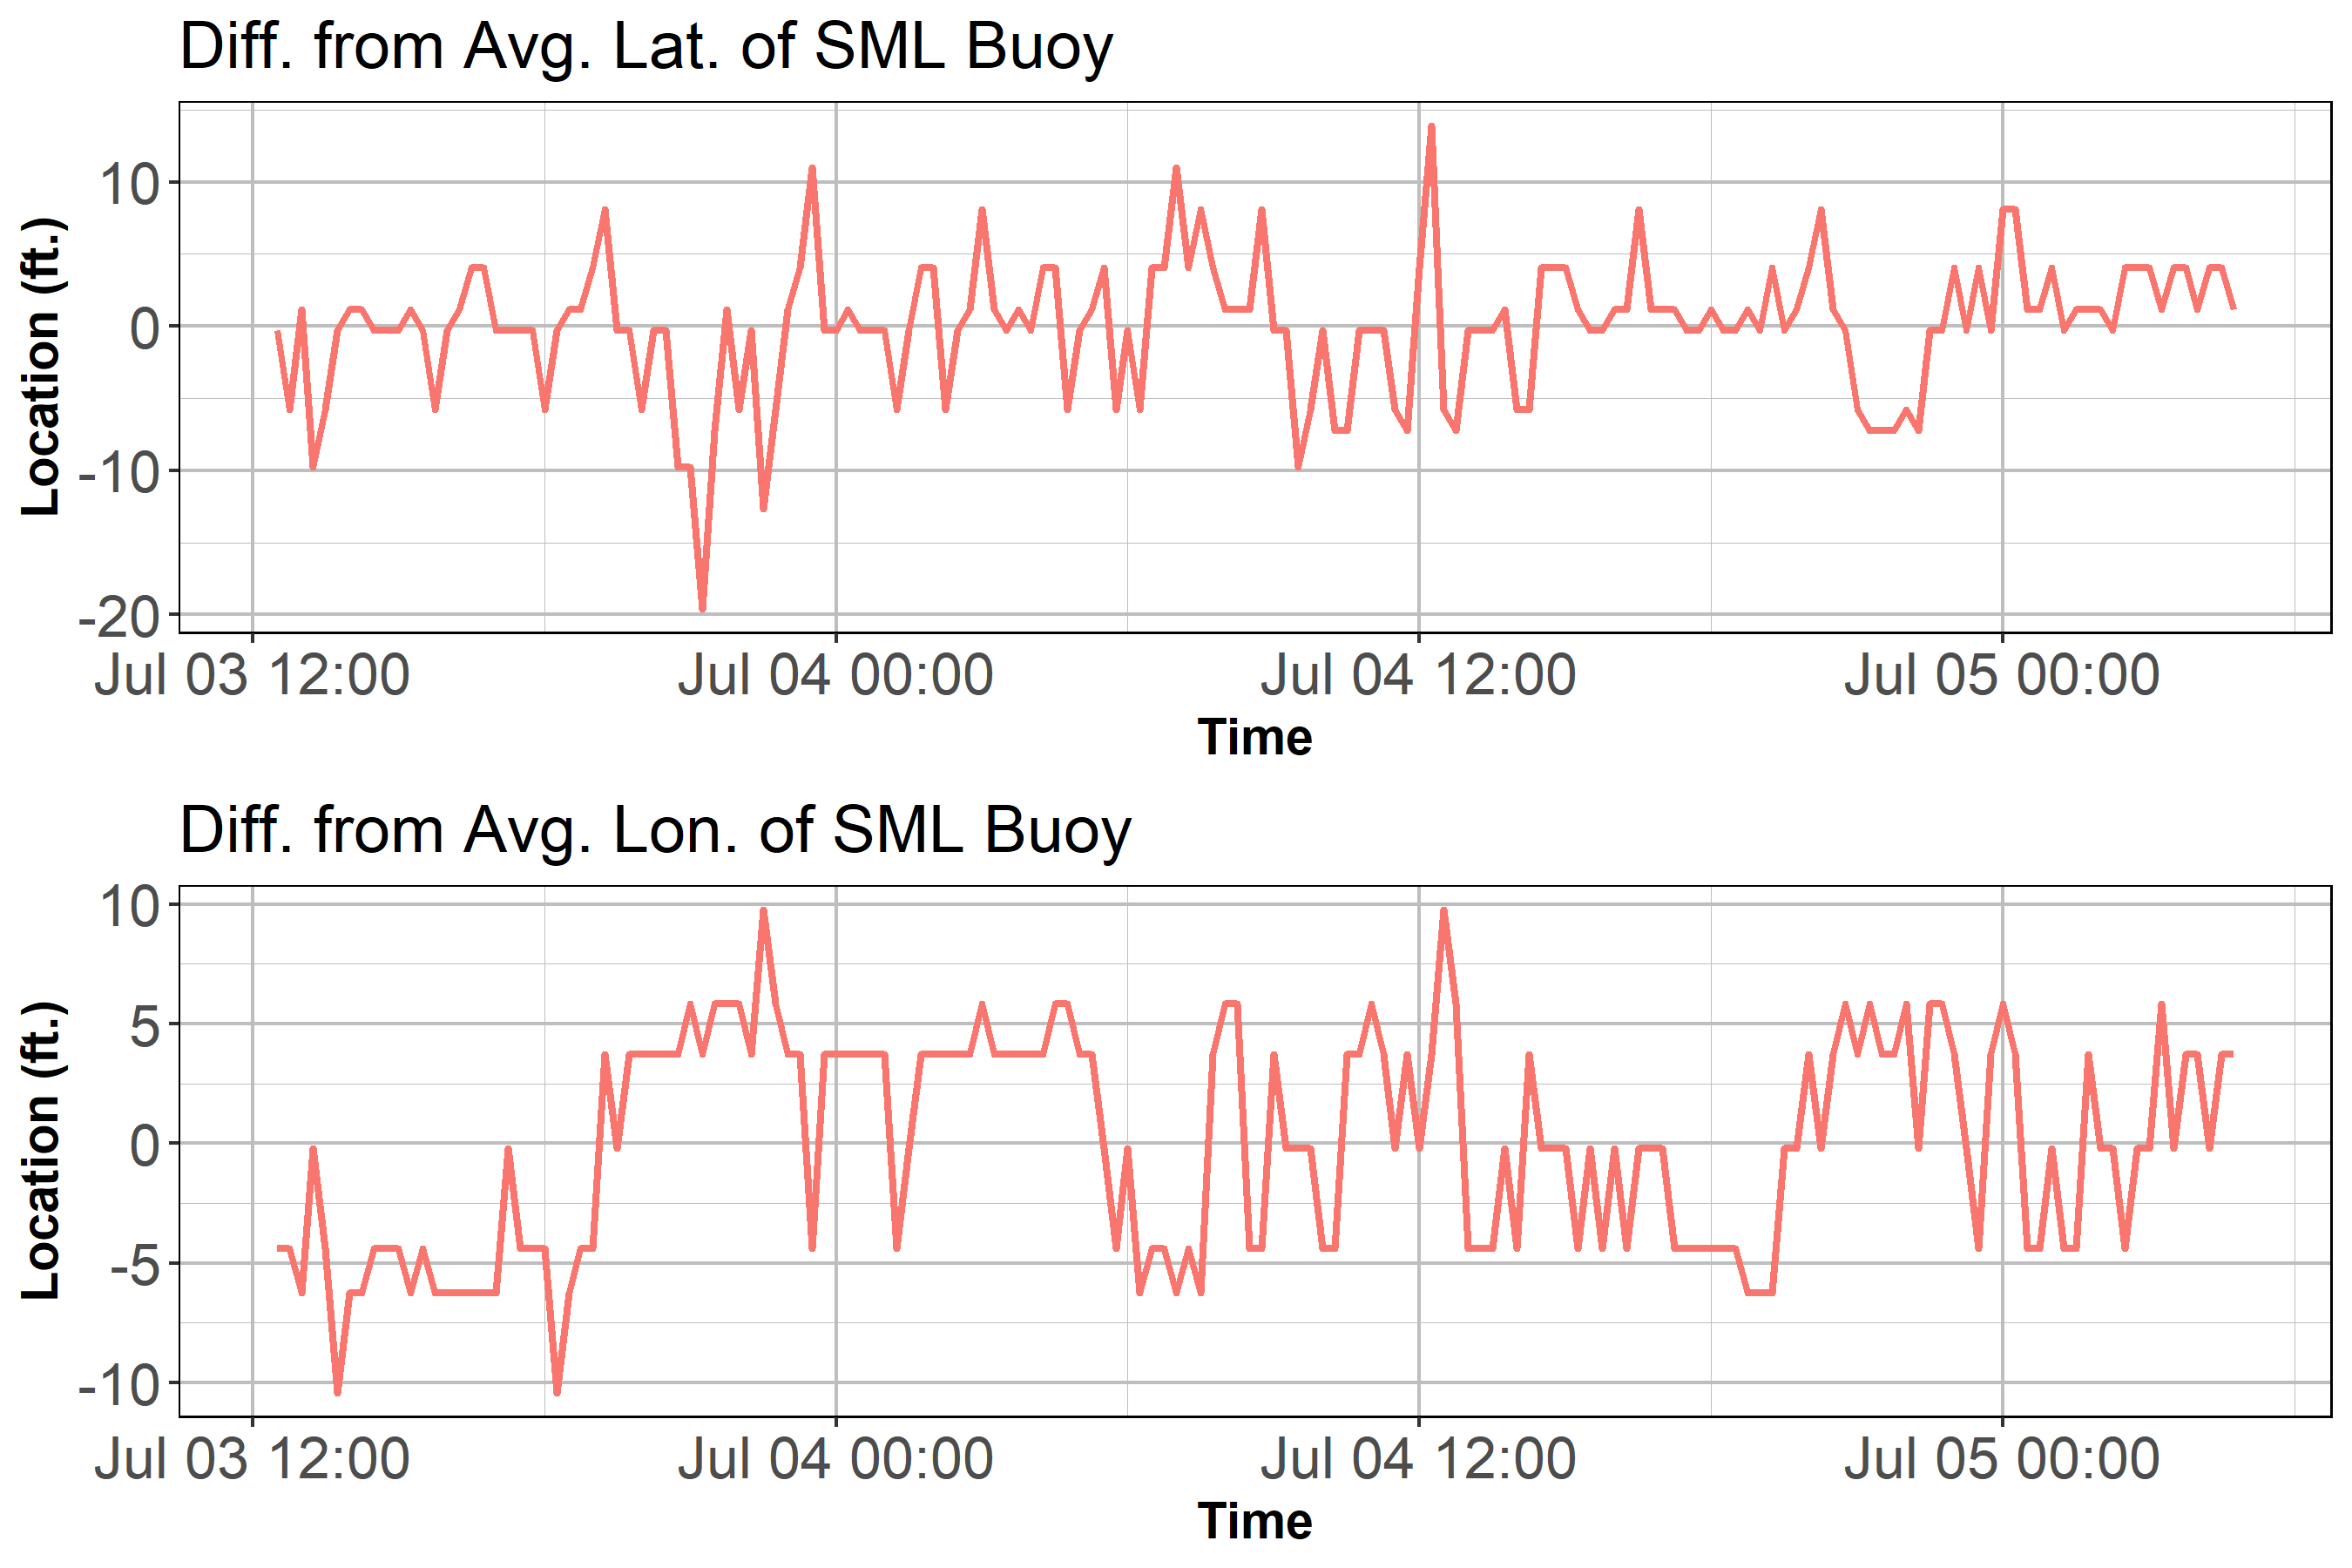 Diff. from Avg. Lat. of SML Buoy
Location (ft.)
10
0
-10
-20
Jul 03 12:00 Jul 04 00:00 Jul 04 12:00 Jul 05 00:00
Time
Diff. from Avg. Lon. of SML Buoy
Location (ft.)
10
5
0
-5
-10
Jul 03 12:00 Jul 04 00:00 Jul 04 12:00 Jul 05 00:00
Time